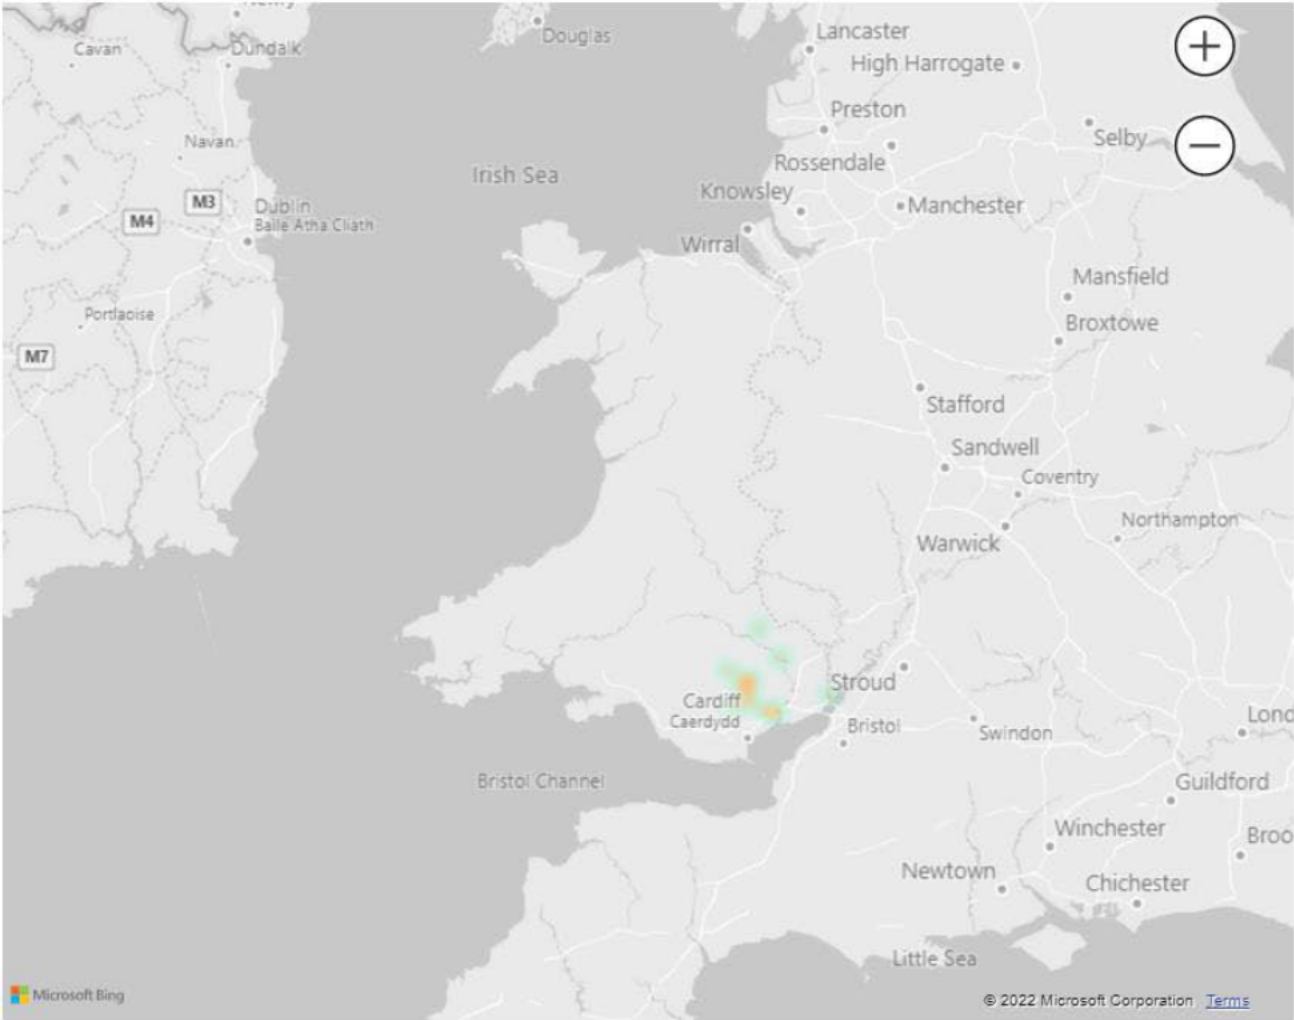 Newry
Cavan
Dundalk
Douglas
Lancaster
High Harrogate
+
Preston
Selby
−
Navan
Rossendale
Irish Sea
Knowsley
M3
Dublin
Baile Atha Cliath
M4
Manchester
Wirral
Mansfield
Portlaoise
Broxtowe
M7
Stafford
Sandwell
Coventry
Northampton
Warwick
Stroud
Cardiff
Caerdydd
Bristol
Swindon
Lond
Bristol Channel
Guildford
Winchester
Broo
Newtown
Chichester
Little Sea
Microsoft Bing
© 2022 Microsoft Corporation Terms